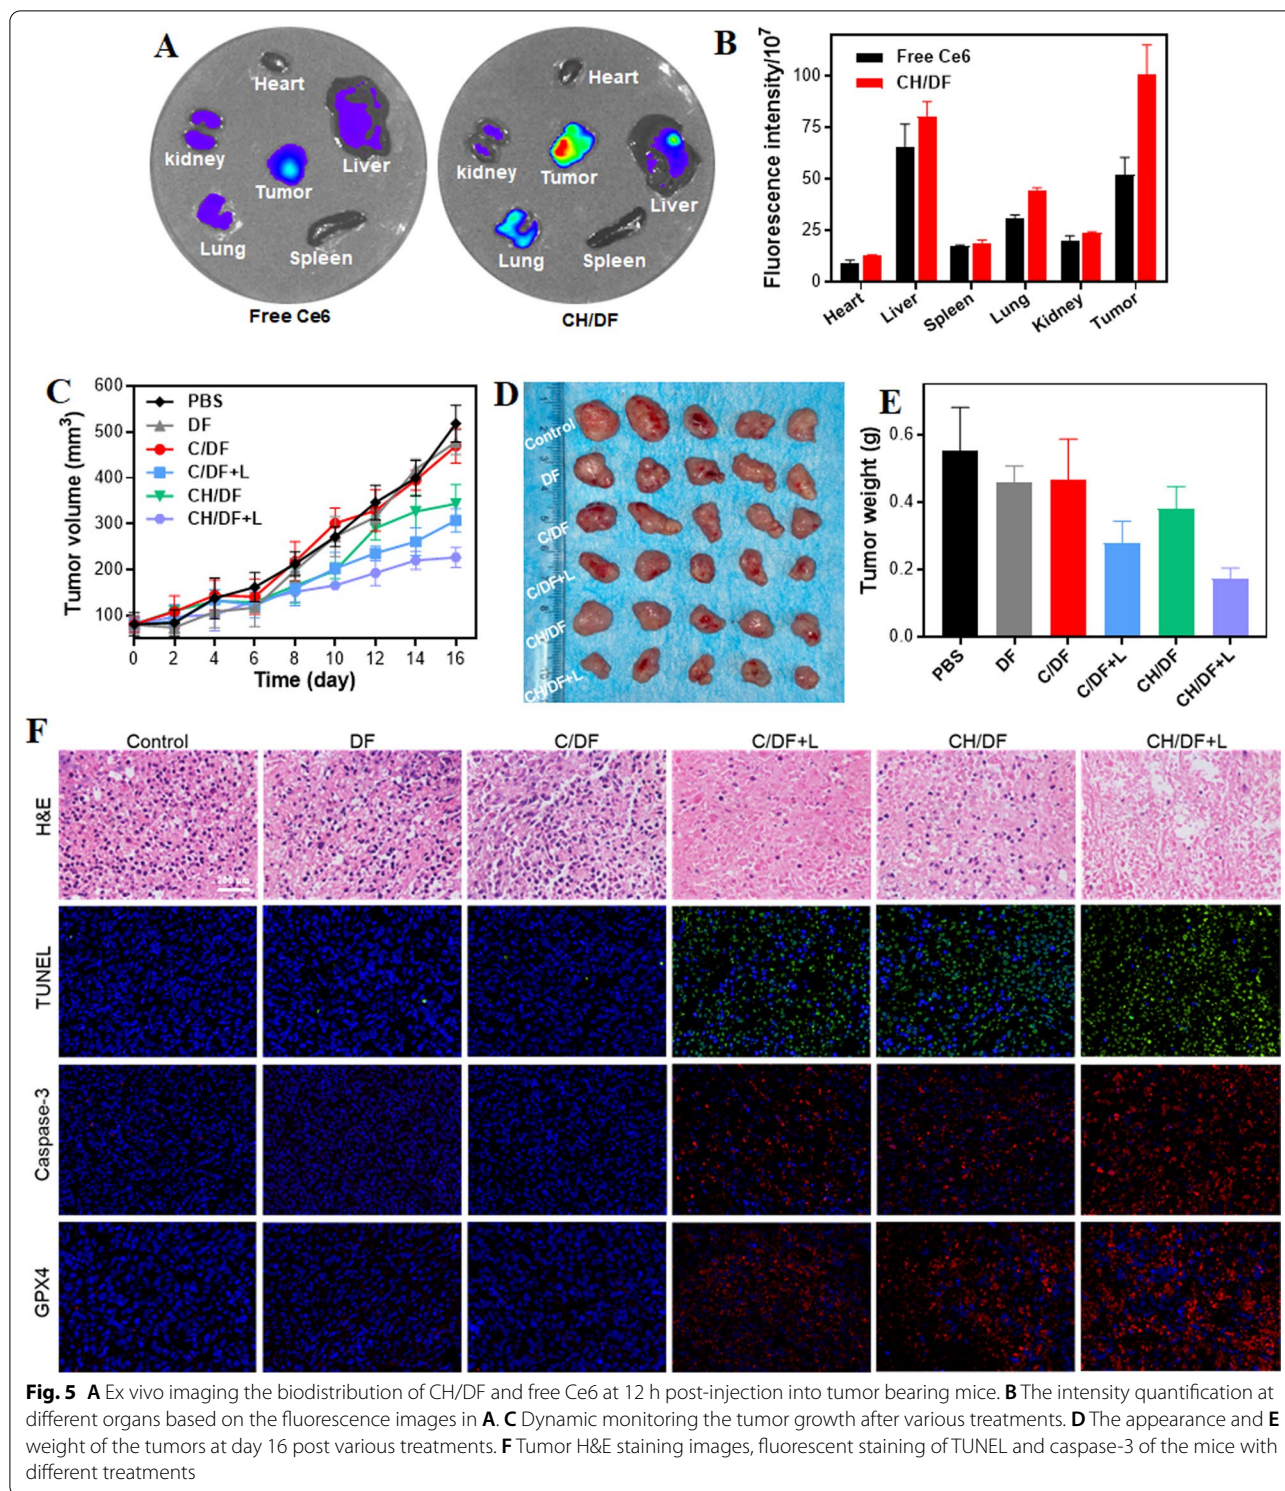 A
Heart
kidney
Liver
Tumor
Lung
Spleen
Free Ce6
Heart
kidney
Tumor
Liver
Lung
Spleen
CH/DF
B
Free Ce6
CH/DF
Fluorescence intensity/10⁷
100
75
50
25
0
Heart
Liver
Spleen
Lung
Kidney
Tumor
C
PBS
DF
C/DF
C/DF+L
CH/DF
CH/DF+L
Tumor volume (mm³)
600
500
400
300
200
100
0 2 4 6 8 10 12 14 16
Time (day)
D
Control
DF
C/DF
C/DF+L
CH/DF
CH/DF+L
E
Tumor weight (g)
0.6
0.4
0.2
0.0
PBS
DF
C/DF
C/DF+L
CH/DF
CH/DF+L
F
Control DF C/DF C/DF+L CH/DF CH/DF+L
H&E
TUNEL
Caspase-3
GPX4
Fig. 5 A Ex vivo imaging the biodistribution of CH/DF and free Ce6 at 12 h post-injection into tumor bearing mice. B The intensity quantification at
different organs based on the fluorescence images in A. C Dynamic monitoring the tumor growth after various treatments. D The appearance and E
weight of the tumors at day 16 post various treatments. F Tumor H&E staining images, fluorescent staining of TUNEL and caspase-3 of the mice with
different treatments